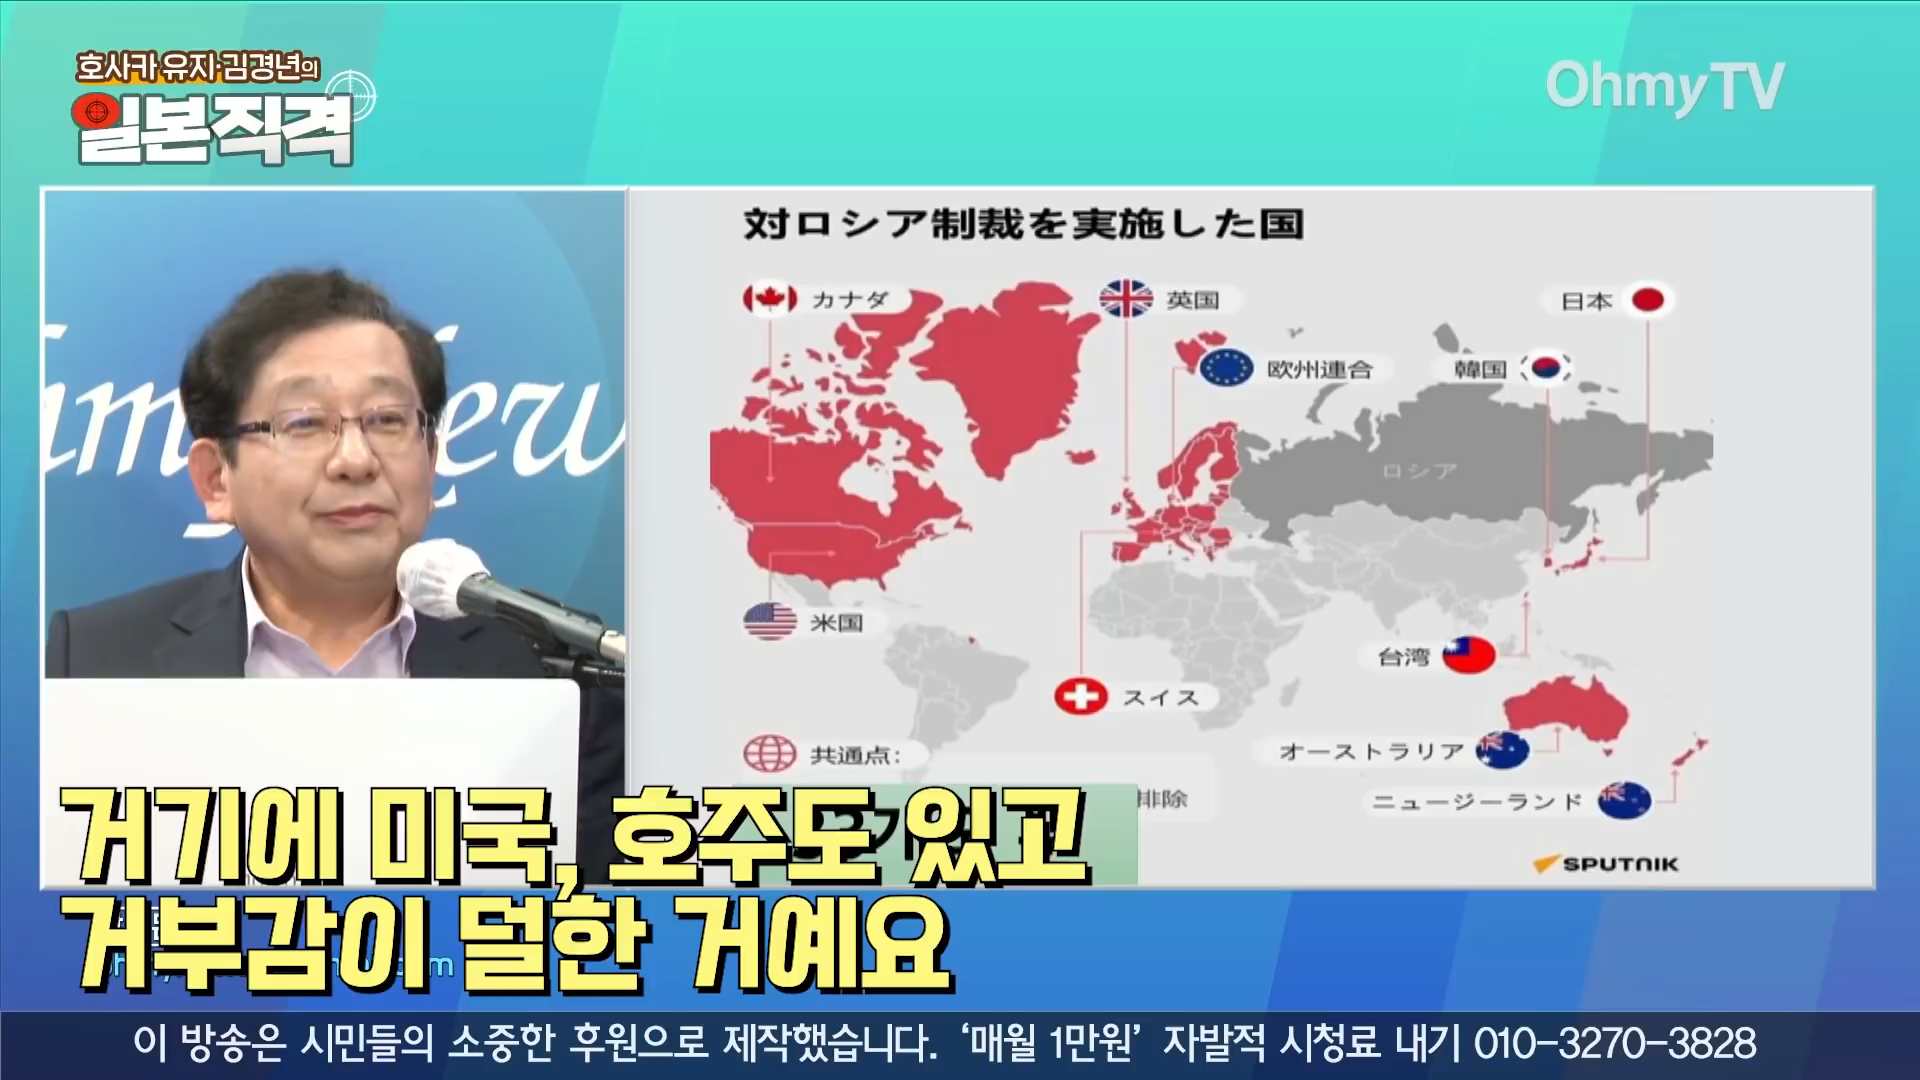 호사카 유지·김경년의
일본 직격
OhmyTV
対ロシア制裁を実施した国
カナダ
英国
日本
欧州連合
韓国
ロシア
米国
台湾
スイス
共通点:
オーストラリア
排除
ニュージーランド
SPUTNIK
거기에 미국, 호주도 있고
거부감이 덜한 거예요
이 방송은 시민들의 소중한 후원으로 제작했습니다. ‘매월 1만원’ 자발적 시청료 내기 010-3270-3828